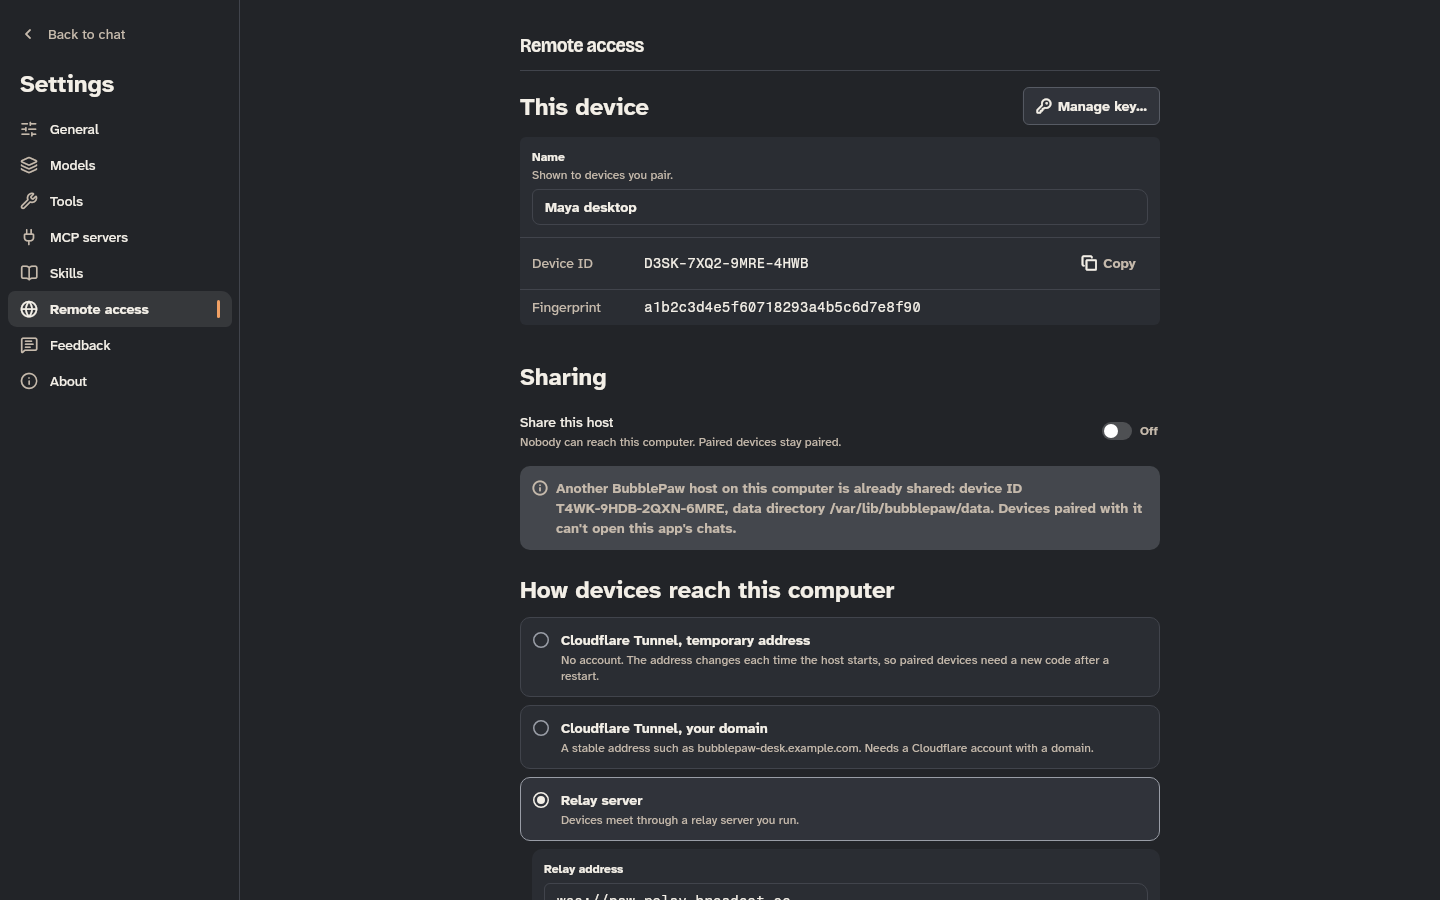 Back to chat
Settings
General
Models
Tools
MCP servers
Skills
Remote access
Feedback
About
Remote access
This device
Manage key...
Name
Shown to devices you pair.
Maya desktop
Device ID
D3SK-7XQ2-9MRE-4HWB
Copy
Fingerprint
a1b2c3d4e5f60718293a4b5c6d7e8f90
Sharing
Share this host
Nobody can reach this computer. Paired devices stay paired.
Off
Another BubblePaw host on this computer is already shared: device ID
T4WK-9HDB-2QXN-6MRE, data directory /var/lib/bubblepaw/data. Devices paired with it
can't open this app's chats.
How devices reach this computer
Cloudflare Tunnel, temporary address
No account. The address changes each time the host starts, so paired devices need a new code after a
restart.
Cloudflare Tunnel, your domain
A stable address such as bubblepaw-desk.example.com. Needs a Cloudflare account with a domain.
Relay server
Devices meet through a relay server you run.
Relay address